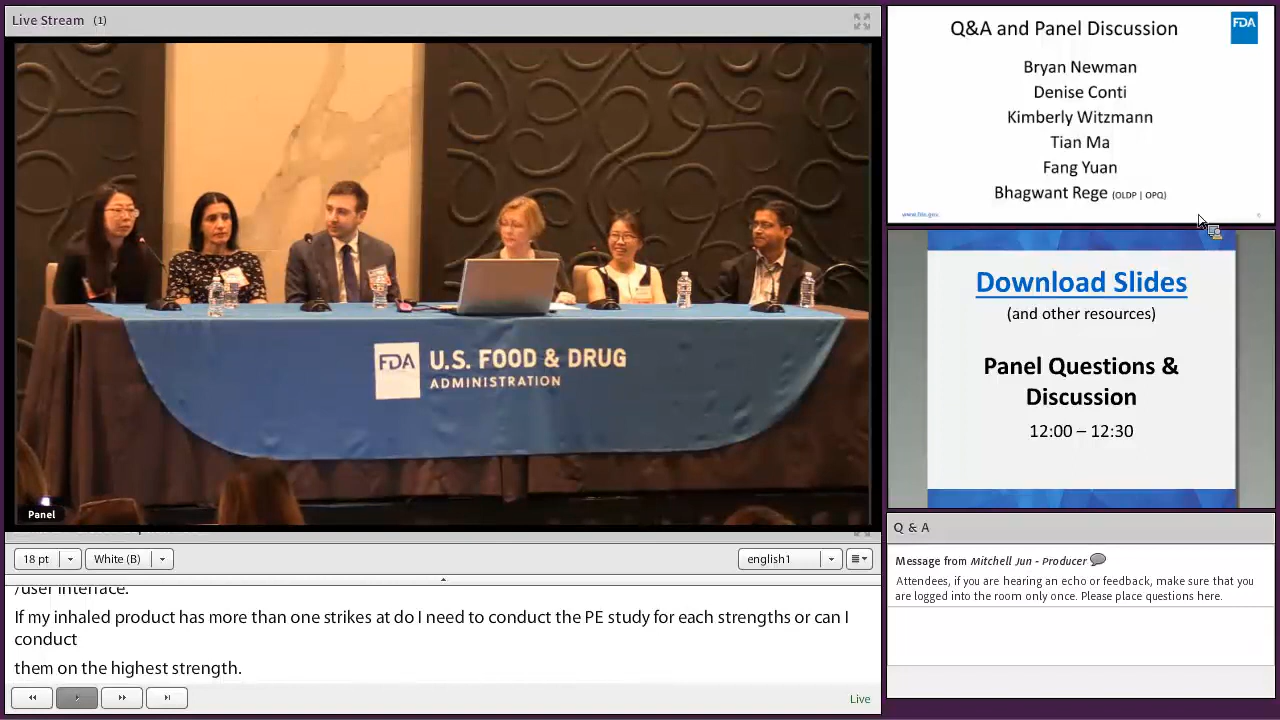 Live Stream (1)
FDA
U.S. FOOD & DRUG
ADMINISTRATION
Panel
18 pt
White (B)
english1
/user interface.
If my inhaled product has more than one strikes at do I need to conduct the PE study for each strengths or can I
conduct
them on the highest strength.
Live
Q&A and Panel Discussion
FDA
Bryan Newman
Denise Conti
Kimberly Witzmann
Tian Ma
Fang Yuan
Bhagwant Rege (OLDP | OPQ)
www.fda.gov
6
Download Slides
(and other resources)
Panel Questions &
Discussion
12:00 – 12:30
Q & A
Message from Mitchell Jun - Producer
Attendees, if you are hearing an echo or feedback, make sure that you
are logged into the room only once. Please place questions here.